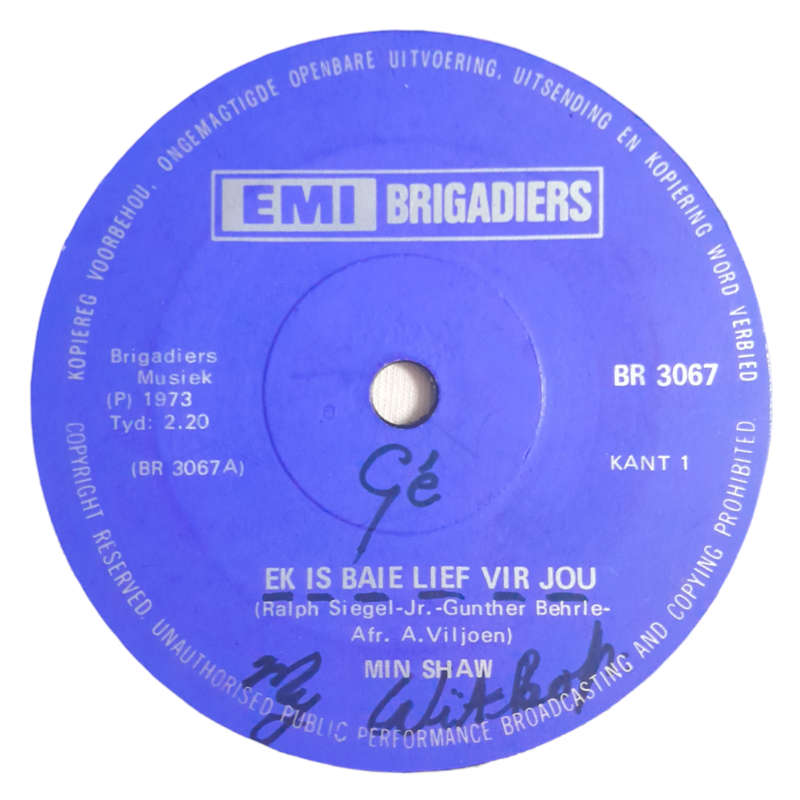 KOPIEREG VOORBEHOU, ONGEMAGTIGDE OPENBARE UITVOERING, UITSENDING EN KOPIERING WORD VERBIED
EMI BRIGADIERS
Brigadiers
Musiek
(P) 1973
Tyd: 2.20
(BR 3067A)
BR 3067
KANT 1
Gé
EK IS BAIE LIEF VIR JOU
(Ralph Siegel-Jr.-Gunther Behrle-
Afr. A.Viljoen)
MIN SHAW
My Witkop.
COPYRIGHT RESERVED. UNAUTHORISED PUBLIC PERFORMANCE BROADCASTING AND COPYING PROHIBITED.